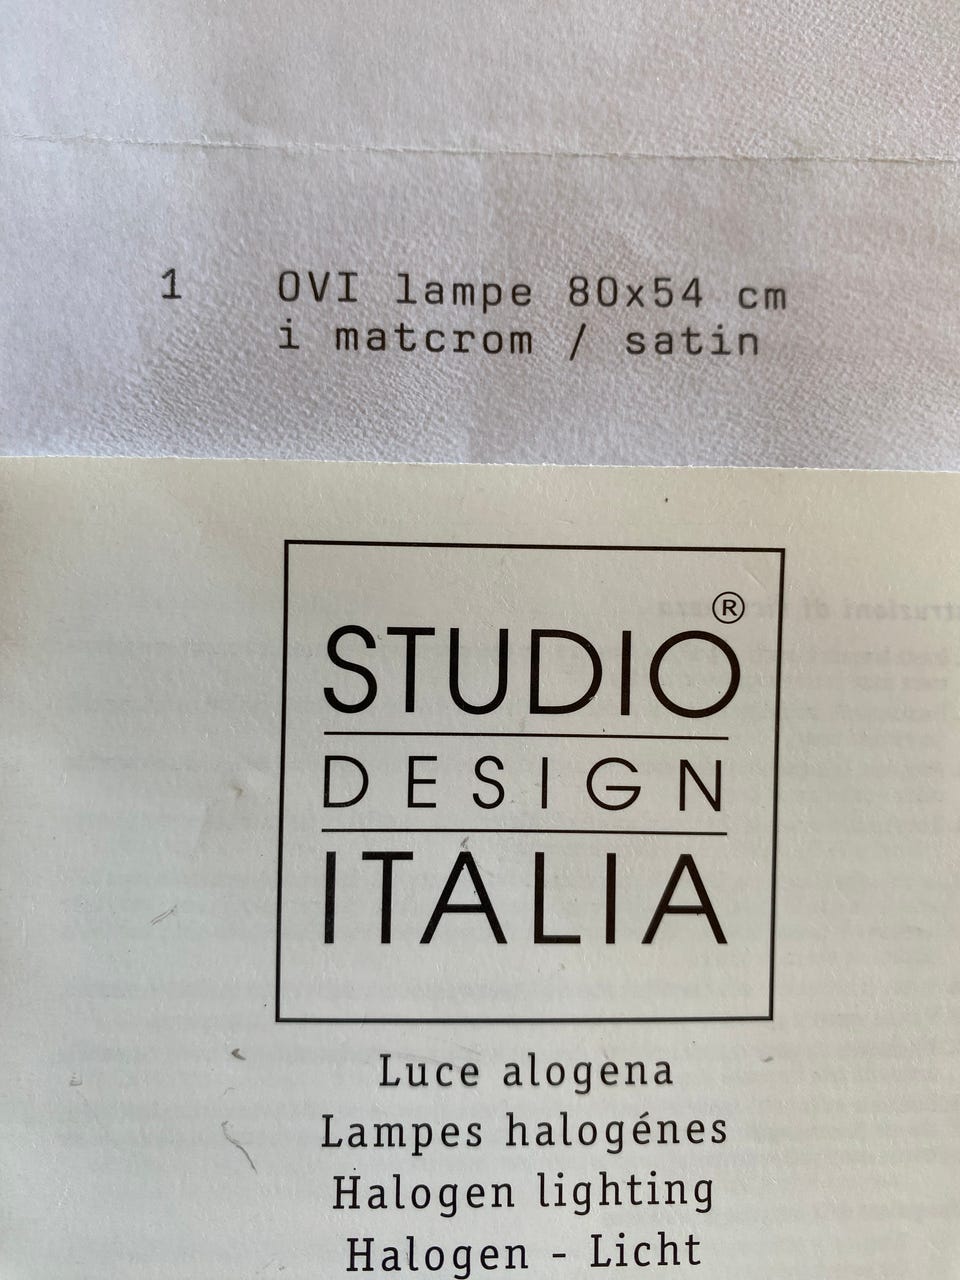 1 OVI lampe 80x54 cm
i matcrom / satin
STUDIO®
DESIGN
ITALIA
Luce alogena
Lampes halogénes
Halogen lighting
Halogen - Licht